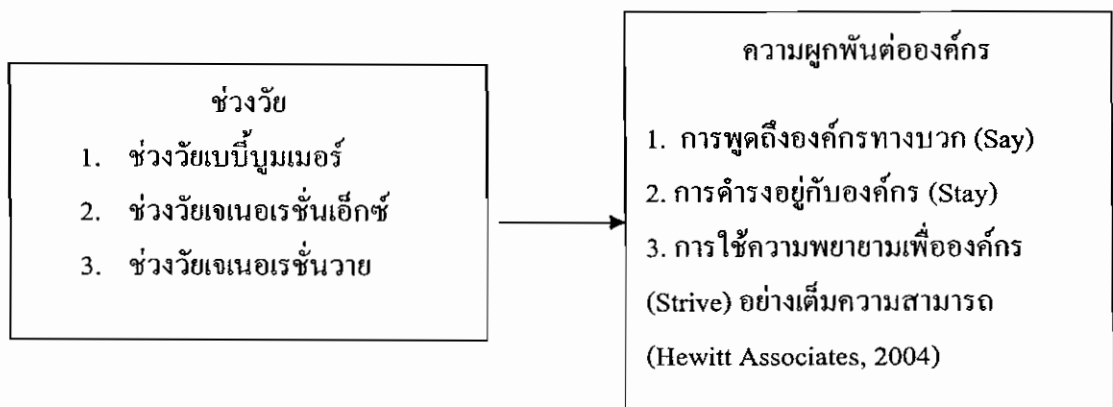 ช่วงวัย
1. ช่วงวัยเบบี้บูมเมอร์
2. ช่วงวัยเจเนอเรชั่นเอ็กซ์
3. ช่วงวัยเจเนอเรชั่นวาย
ความผูกพันต่อองค์กร
1. การพูดถึงองค์กรทางบวก (Say)
2. การดำรงอยู่กับองค์กร (Stay)
3. การใช้ความพยายามเพื่อองค์กร
(Strive) อย่างเต็มความสามารถ
(Hewitt Associates, 2004)